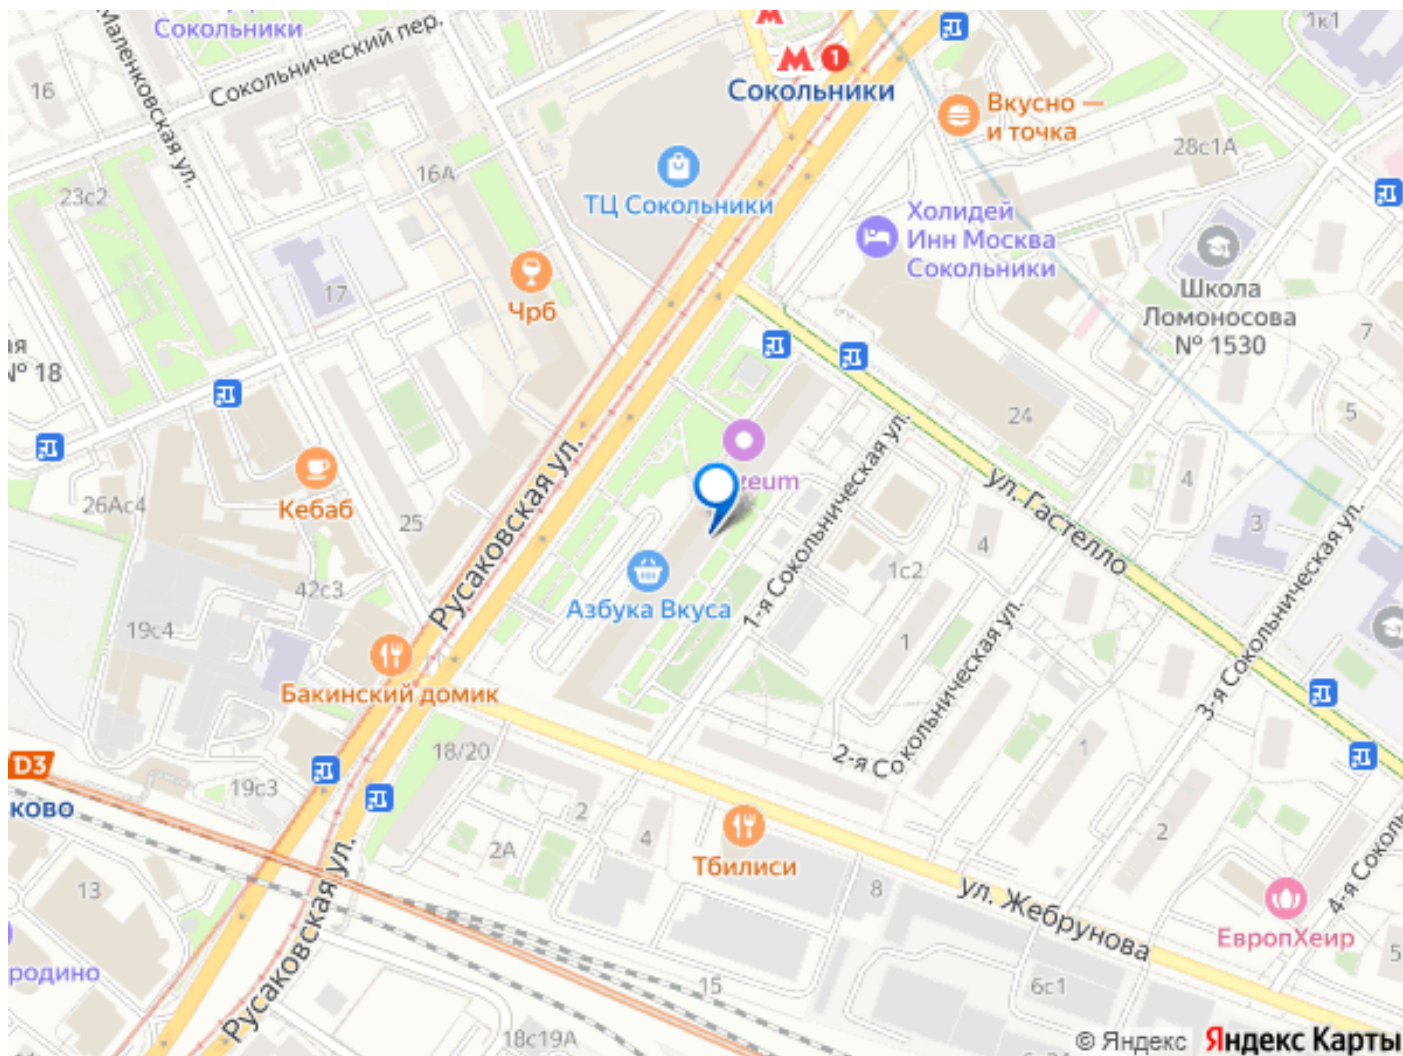 Сокольники
Сокольнический пер.
Маленковская ул.
16
1
Сокольники
Вкусно —
и точка
1к1
28с1А
16А
23с2
ТЦ Сокольники
Холидей
Инн Москва
Сокольники
Школа
Ломоносова
№ 1530
7
17
Чрб
№ 18
24
5
Кебаб
26Ас4
25
Русаковская ул.
zeum
1-я Сокольническая ул.
ул. Гастелло
4
3
4
42с3
Азбука Вкуса
1с2
1
19с4
2-я Сокольническая ул.
3-я Сокольническая ул.
Бакинский домик
18/20
1
D3
ково
19с3
2
4
2А
Тбилиси
2
8
ул. Жебрунова
4-я Сокол
13
Русаковская ул.
ЕвропХеир
родино
15
6с1
5
18с19А
© Яндекс Яндекс Карты